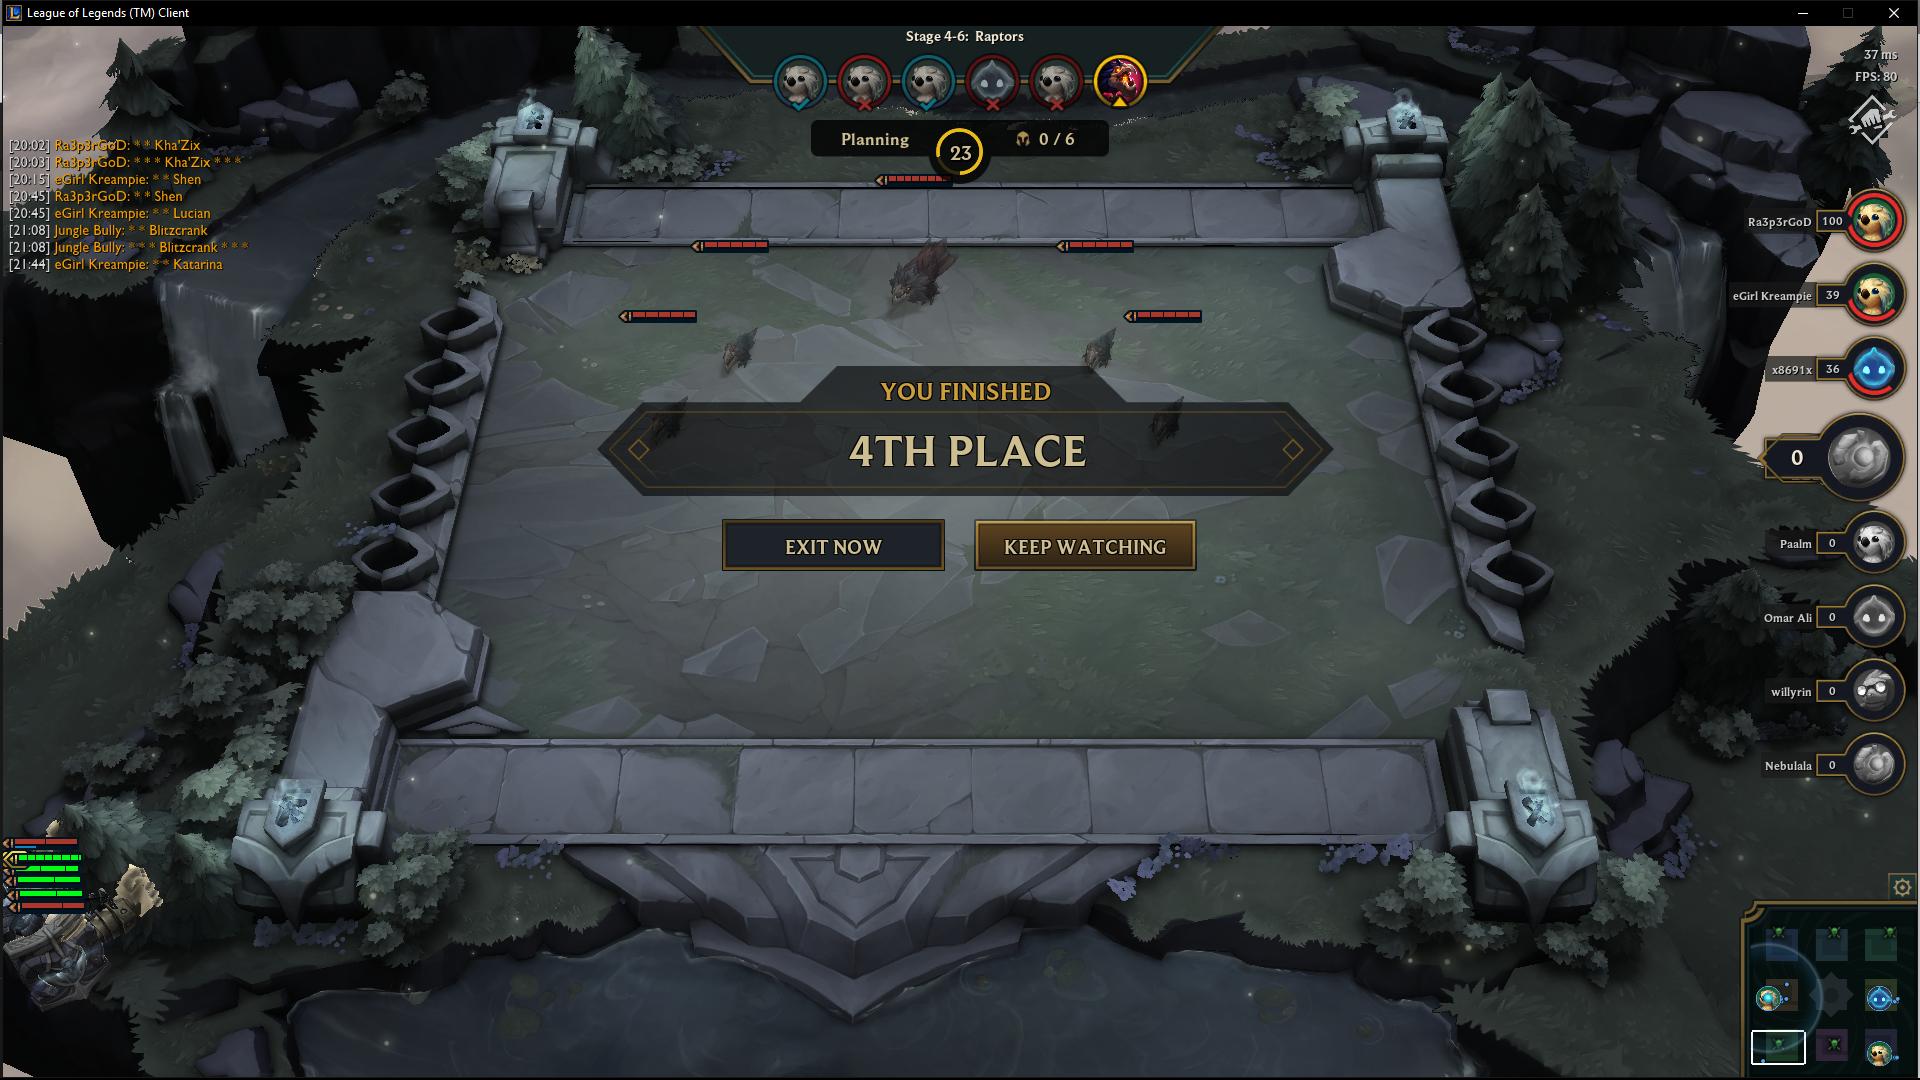 League of Legends (TM) Client
Stage 4-6: Raptors
37 ms
FPS: 80
Planning
23
0 / 6
[20:02] Ra3p3rGoD: * * Kha'Zix
[20:03] Ra3p3rGoD: * * * Kha'Zix * * *
[20:15] eGirl Kreampie: * * Shen
[20:45] Ra3p3rGoD: * * Shen
[20:45] eGirl Kreampie: * * Lucian
[21:08] Jungle Bully: * * Blitzcrank
[21:08] Jungle Bully: * * * Blitzcrank * * *
[21:44] eGirl Kreampie: * * Katarina
Ra3p3rGoD 100
eGirl Kreampie 39
x8691x 36
0
Paalm 0
Omar Ali 0
willyrin 0
Nebulala 0
YOU FINISHED
4TH PLACE
EXIT NOW
KEEP WATCHING